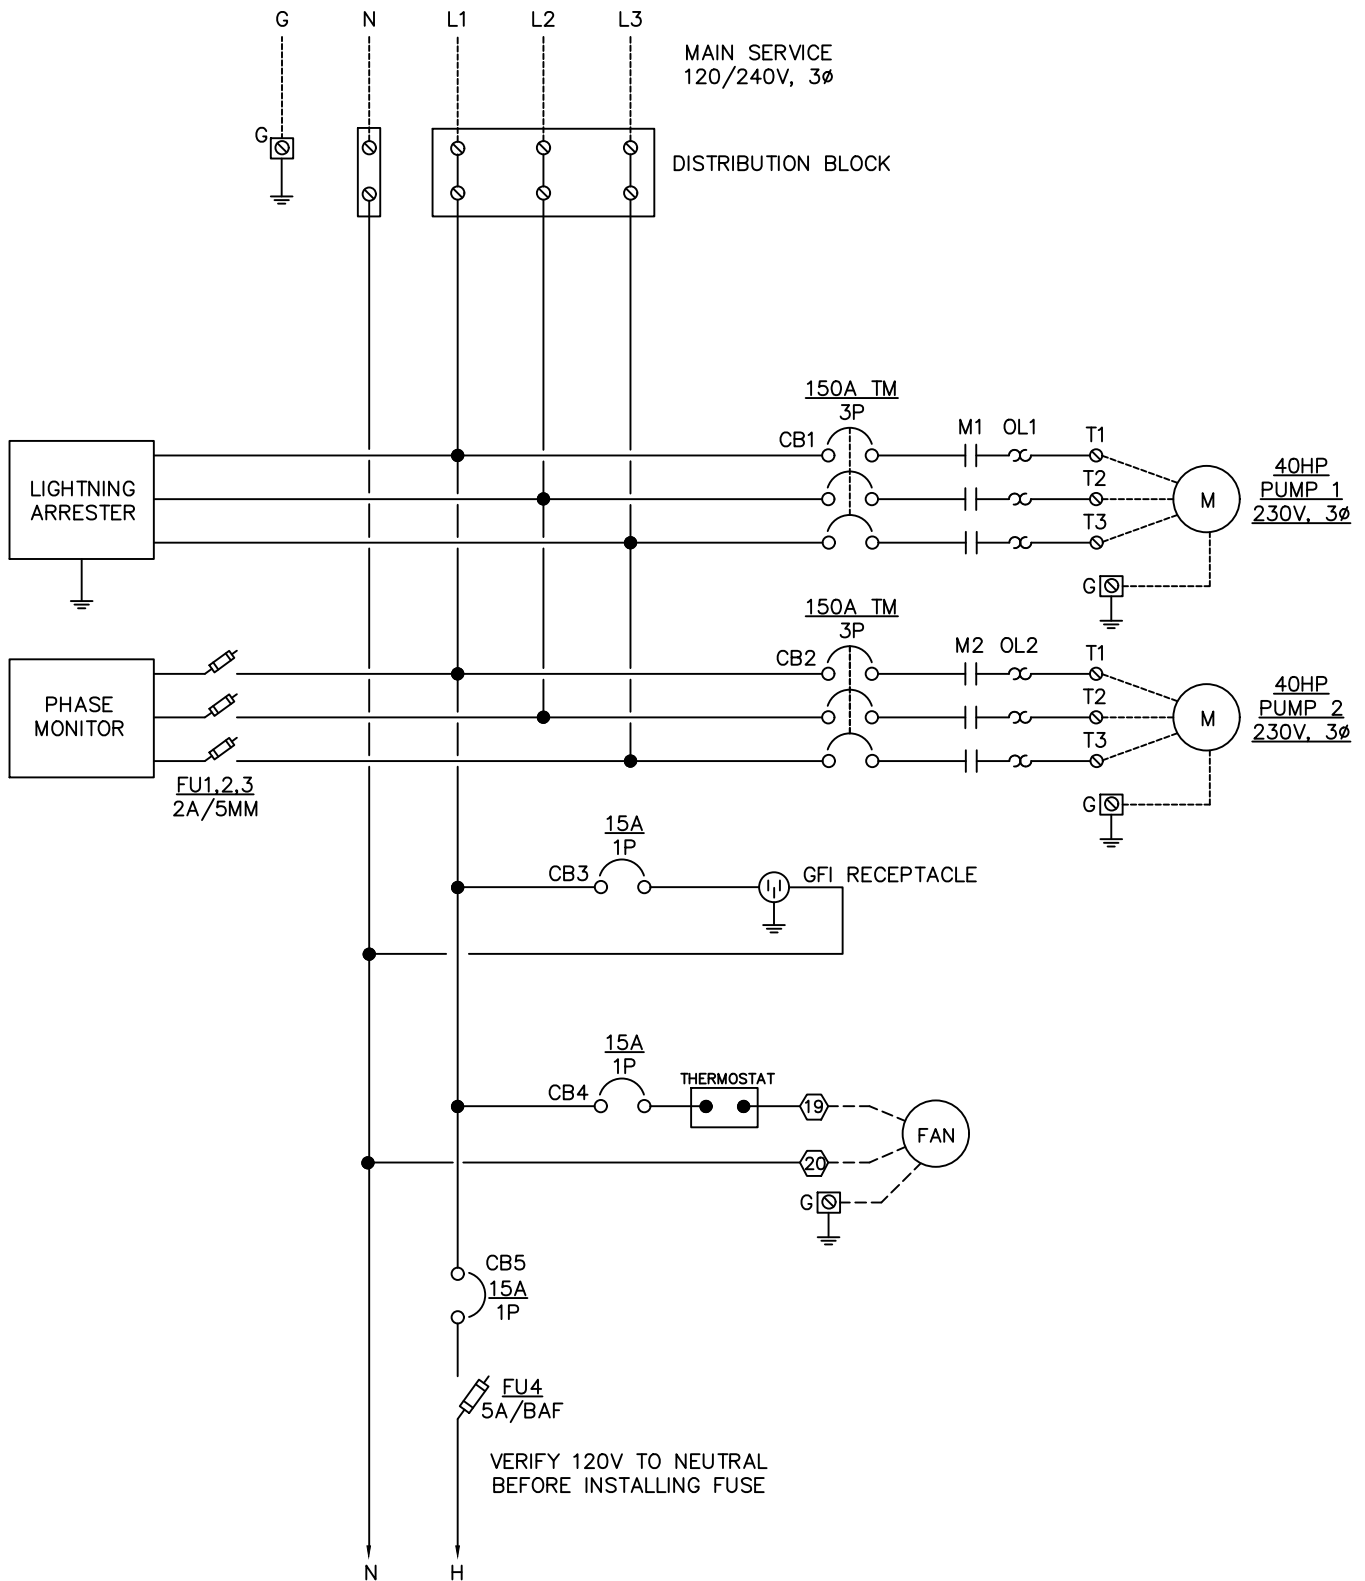 G N L1 L2 L3
MAIN SERVICE
120/240V, 3ø
G
DISTRIBUTION BLOCK
LIGHTNING
ARRESTER
150A TM
3P
CB1
M1 OL1
T1
T2
T3
M
40HP
PUMP 1
230V, 3ø
G
PHASE
MONITOR
FU1,2,3
2A/5MM
150A TM
3P
CB2
M2 OL2
T1
T2
T3
M
40HP
PUMP 2
230V, 3ø
G
15A
1P
CB3
GFI RECEPTACLE
15A
1P
CB4
THERMOSTAT
19
FAN
20
G
CB5
15A
1P
FU4
5A/BAF
VERIFY 120V TO NEUTRAL
BEFORE INSTALLING FUSE
N H